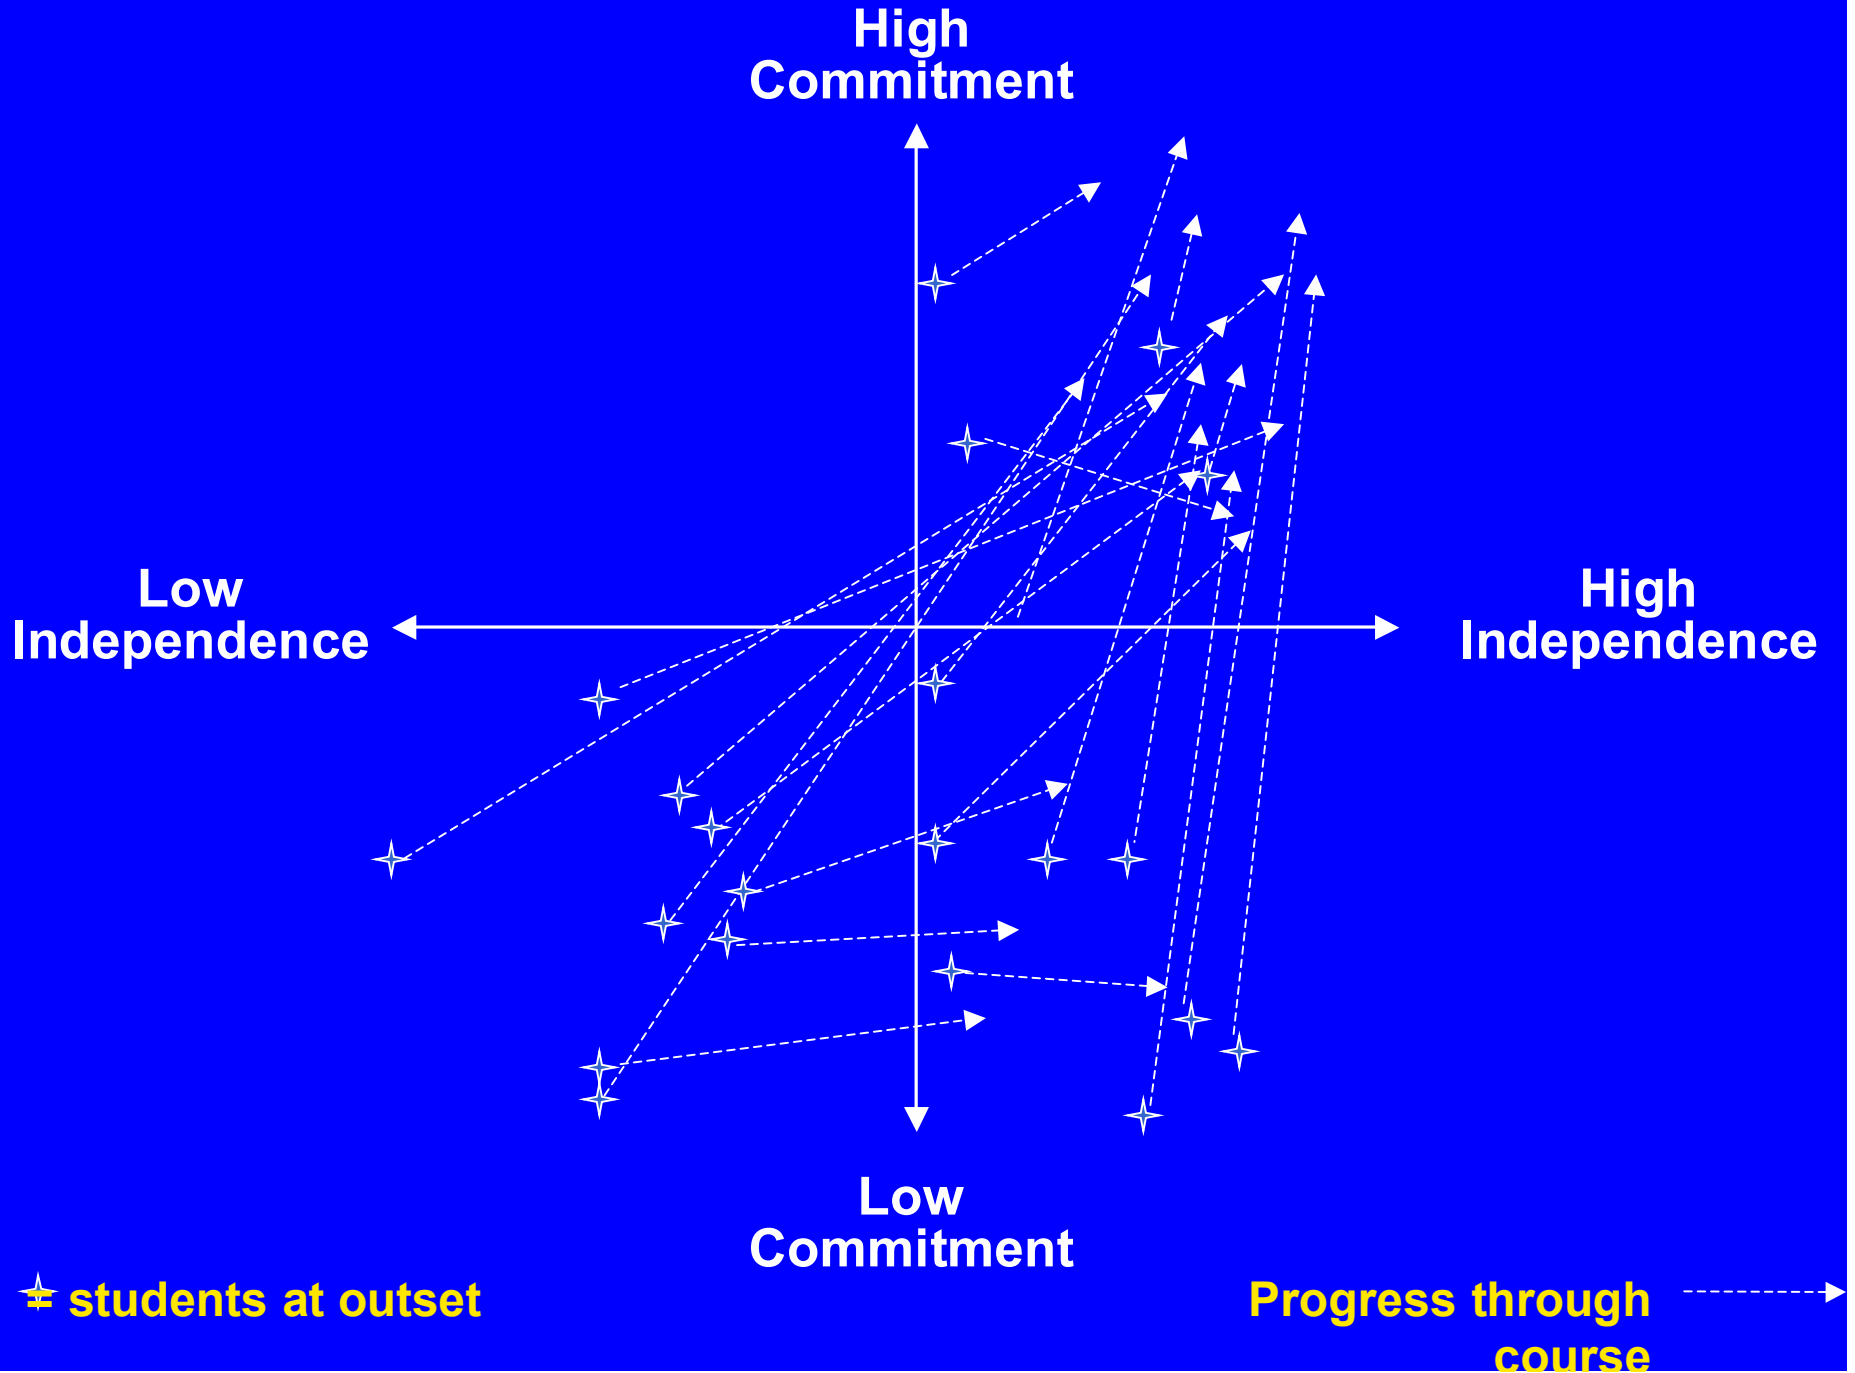 High
Commitment
Low
Independence
High
Independence
Low
Commitment
= students at outset
Progress through
course